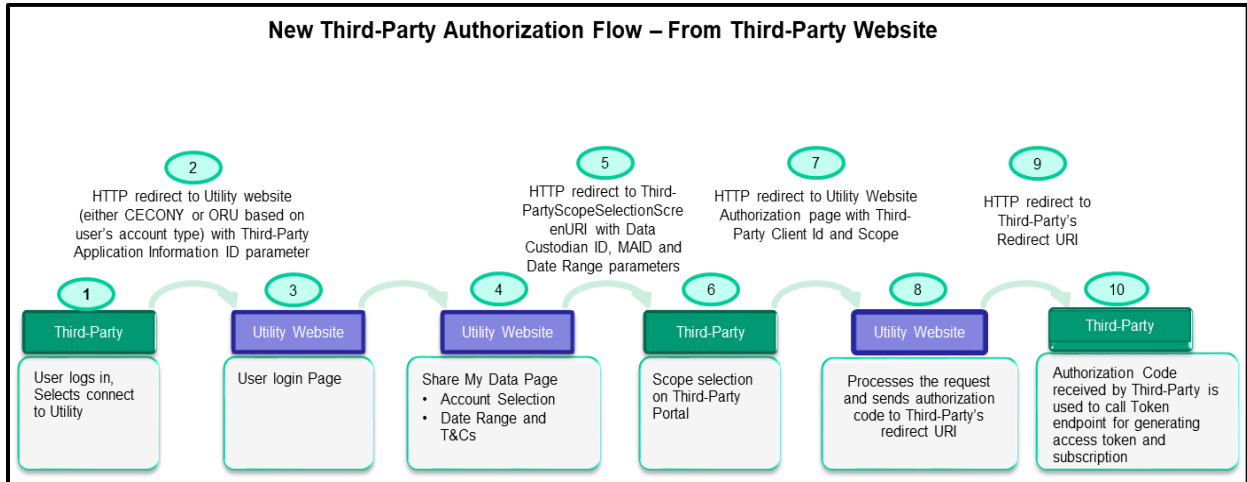 New Third-Party Authorization Flow – From Third-Party Website
2
HTTP redirect to Utility website
(either CECONY or ORU based on
user's account type) with Third-Party
Application Information ID parameter
5
HTTP redirect to Third-
PartyScopeSelectionScre
enURI with Data
Custodian ID, MAID and
Date Range parameters
7
HTTP redirect to Utility Website
Authorization page with Third-
Party Client Id and Scope
9
HTTP redirect to
Third-Party's
Redirect URI
1
Third-Party
User logs in,
Selects connect
to Utility
3
Utility Website
User login Page
4
Utility Website
Share My Data Page
• Account Selection
• Date Range and
T&Cs
6
Third-Party
Scope selection
on Third-Party
Portal
8
Utility Website
Processes the request
and sends authorization
code to Third-Party's
redirect URI
10
Third-Party
Authorization Code
received by Third-Party is
used to call Token
endpoint for generating
access token and
subscription